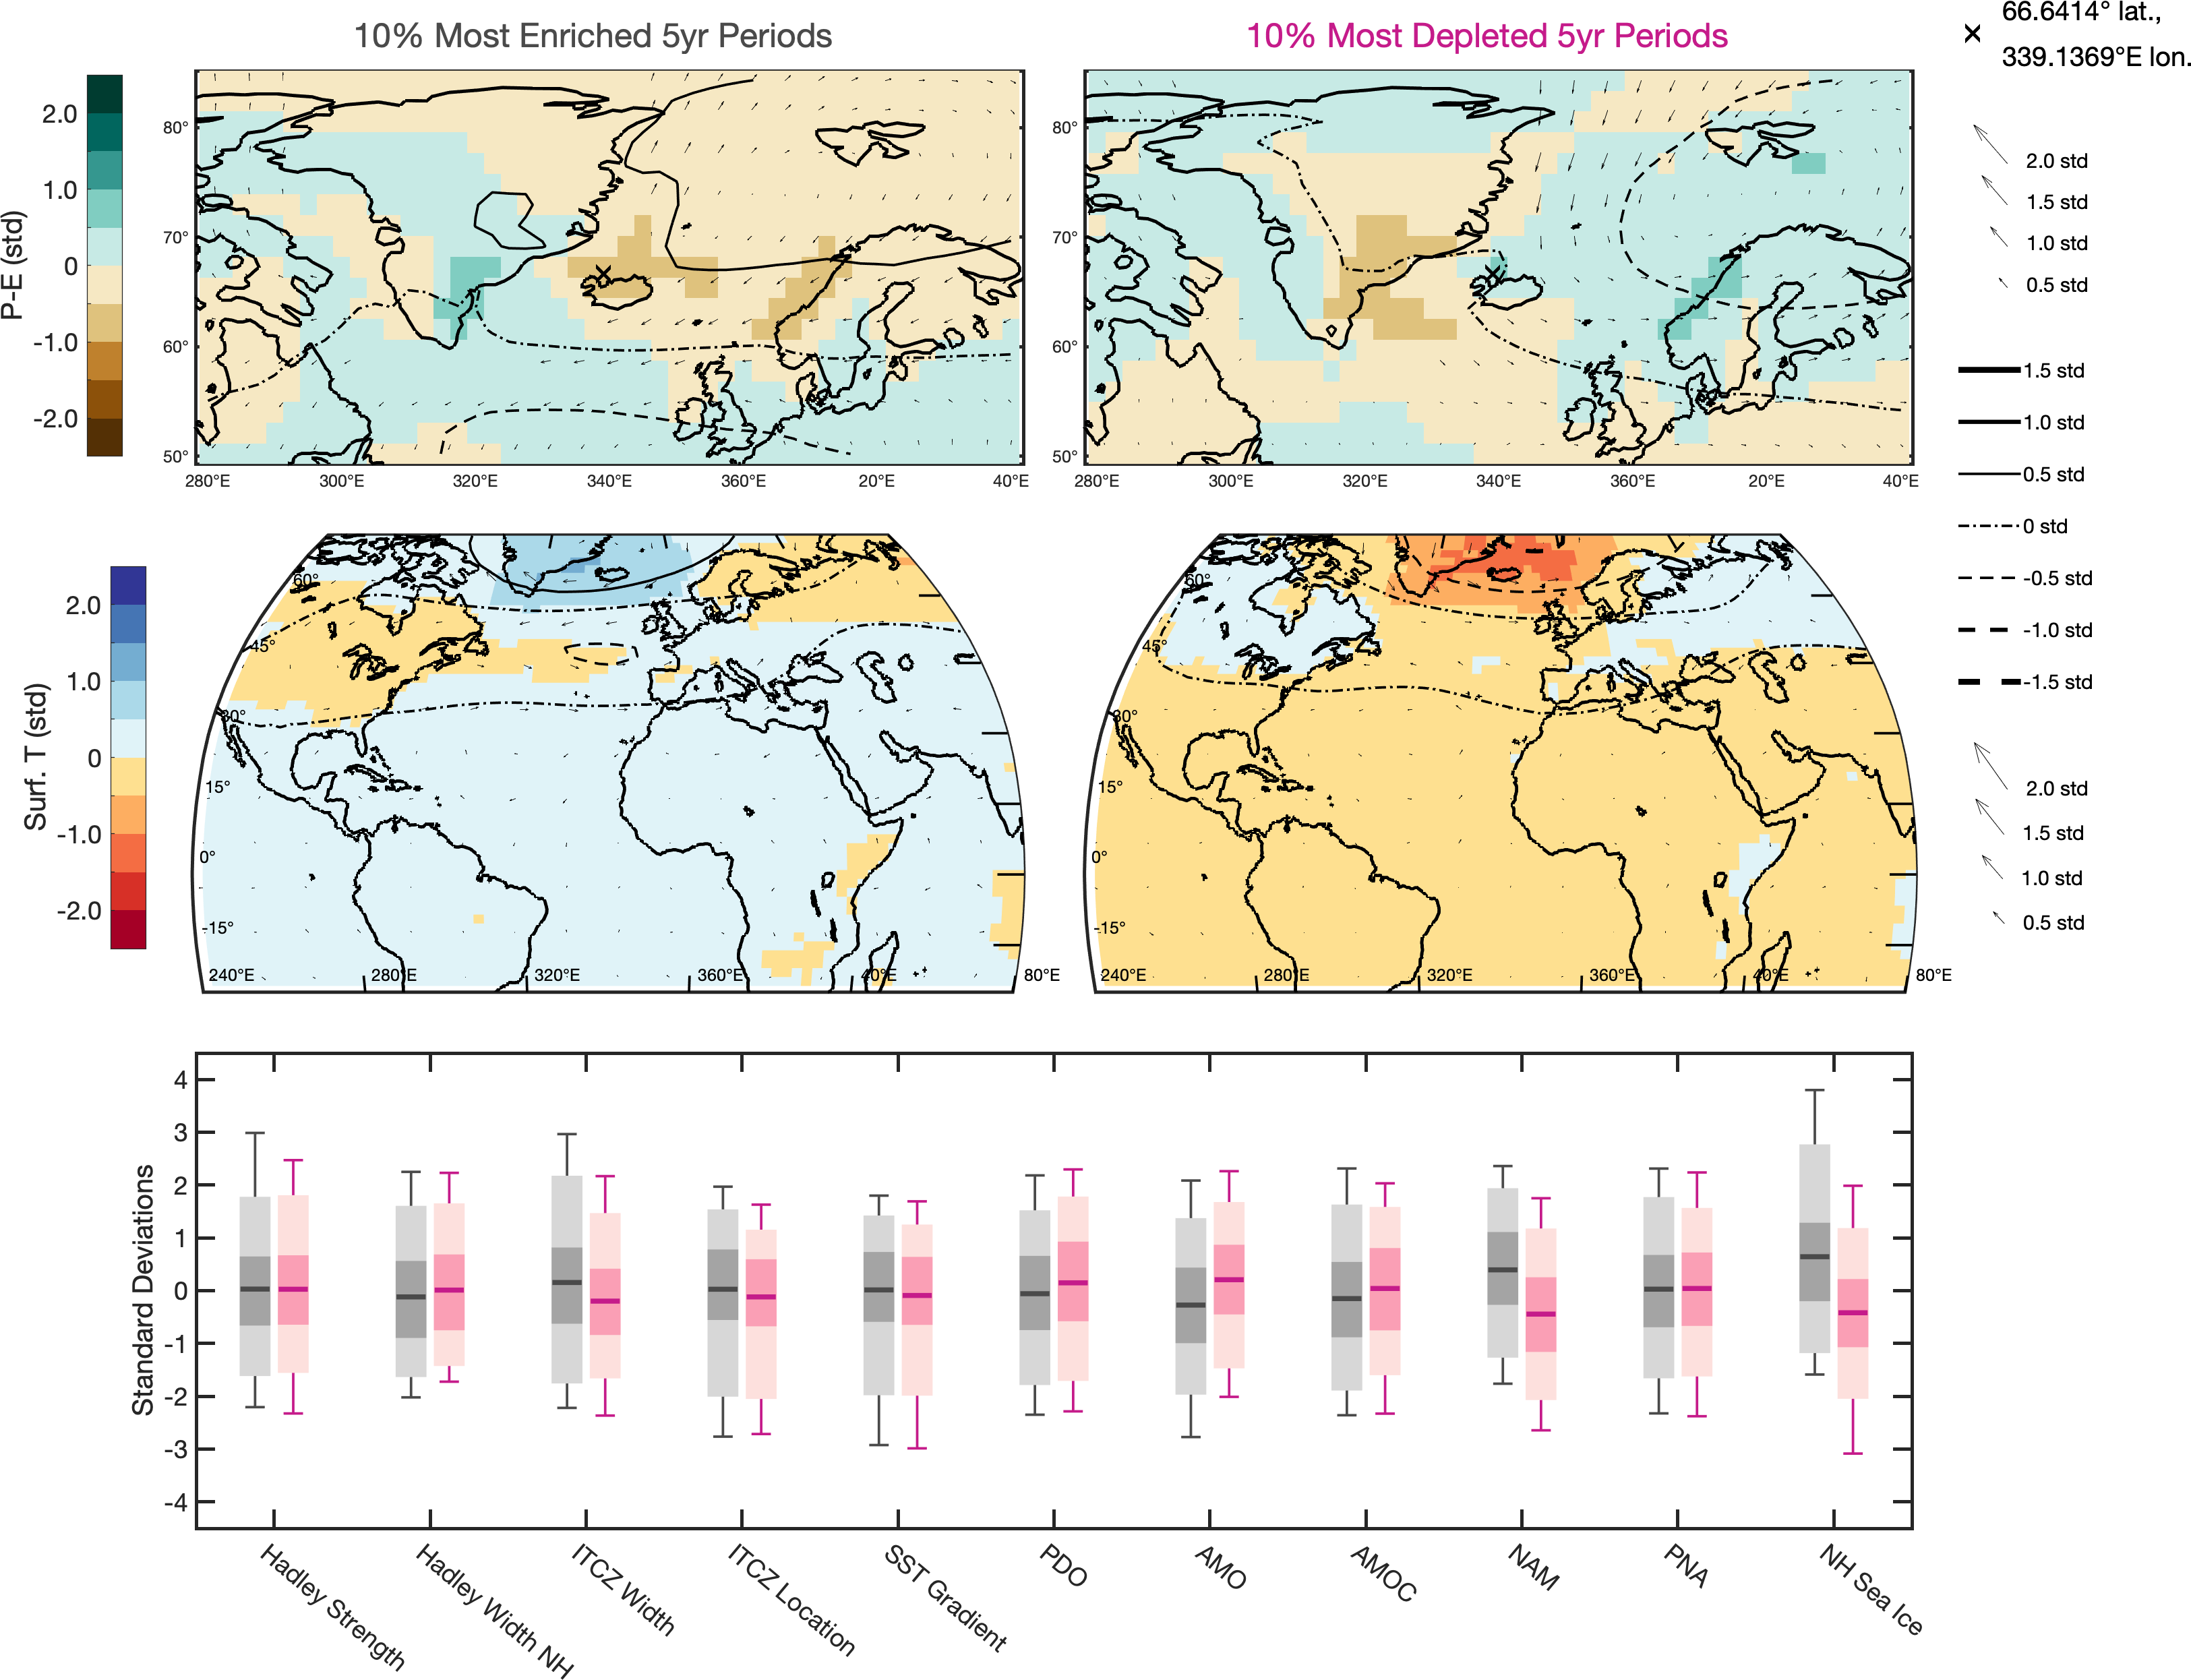 10% Most Enriched 5yr Periods
10% Most Depleted 5yr Periods
66.6414° lat.,
339.1369°E lon.
P-E (std)
2.0
1.0
0
-1.0
-2.0
80°
70°
60°
50°
280°E 300°E 320°E 340°E 360°E 20°E 40°E
80°
70°
60°
50°
280°E 300°E 320°E 340°E 360°E 20°E 40°E
2.0 std
1.5 std
1.0 std
0.5 std
1.5 std
1.0 std
0.5 std
0 std
-0.5 std
-1.0 std
-1.5 std
Surf. T (std)
2.0
1.0
0
-1.0
-2.0
60°
45°
30°
15°
0°
-15°
240°E 280°E 320°E 360°E 40°E 80°E
60°
45°
30°
15°
0°
-15°
240°E 280°E 320°E 360°E 40°E 80°E
2.0 std
1.5 std
1.0 std
0.5 std
Standard Deviations
4
3
2
1
0
-1
-2
-3
-4
Hadley Strength
Hadley Width NH
ITCZ Width
ITCZ Location
SST Gradient
PDO
AMO
AMOC
NAM
PNA
NH Sea Ice